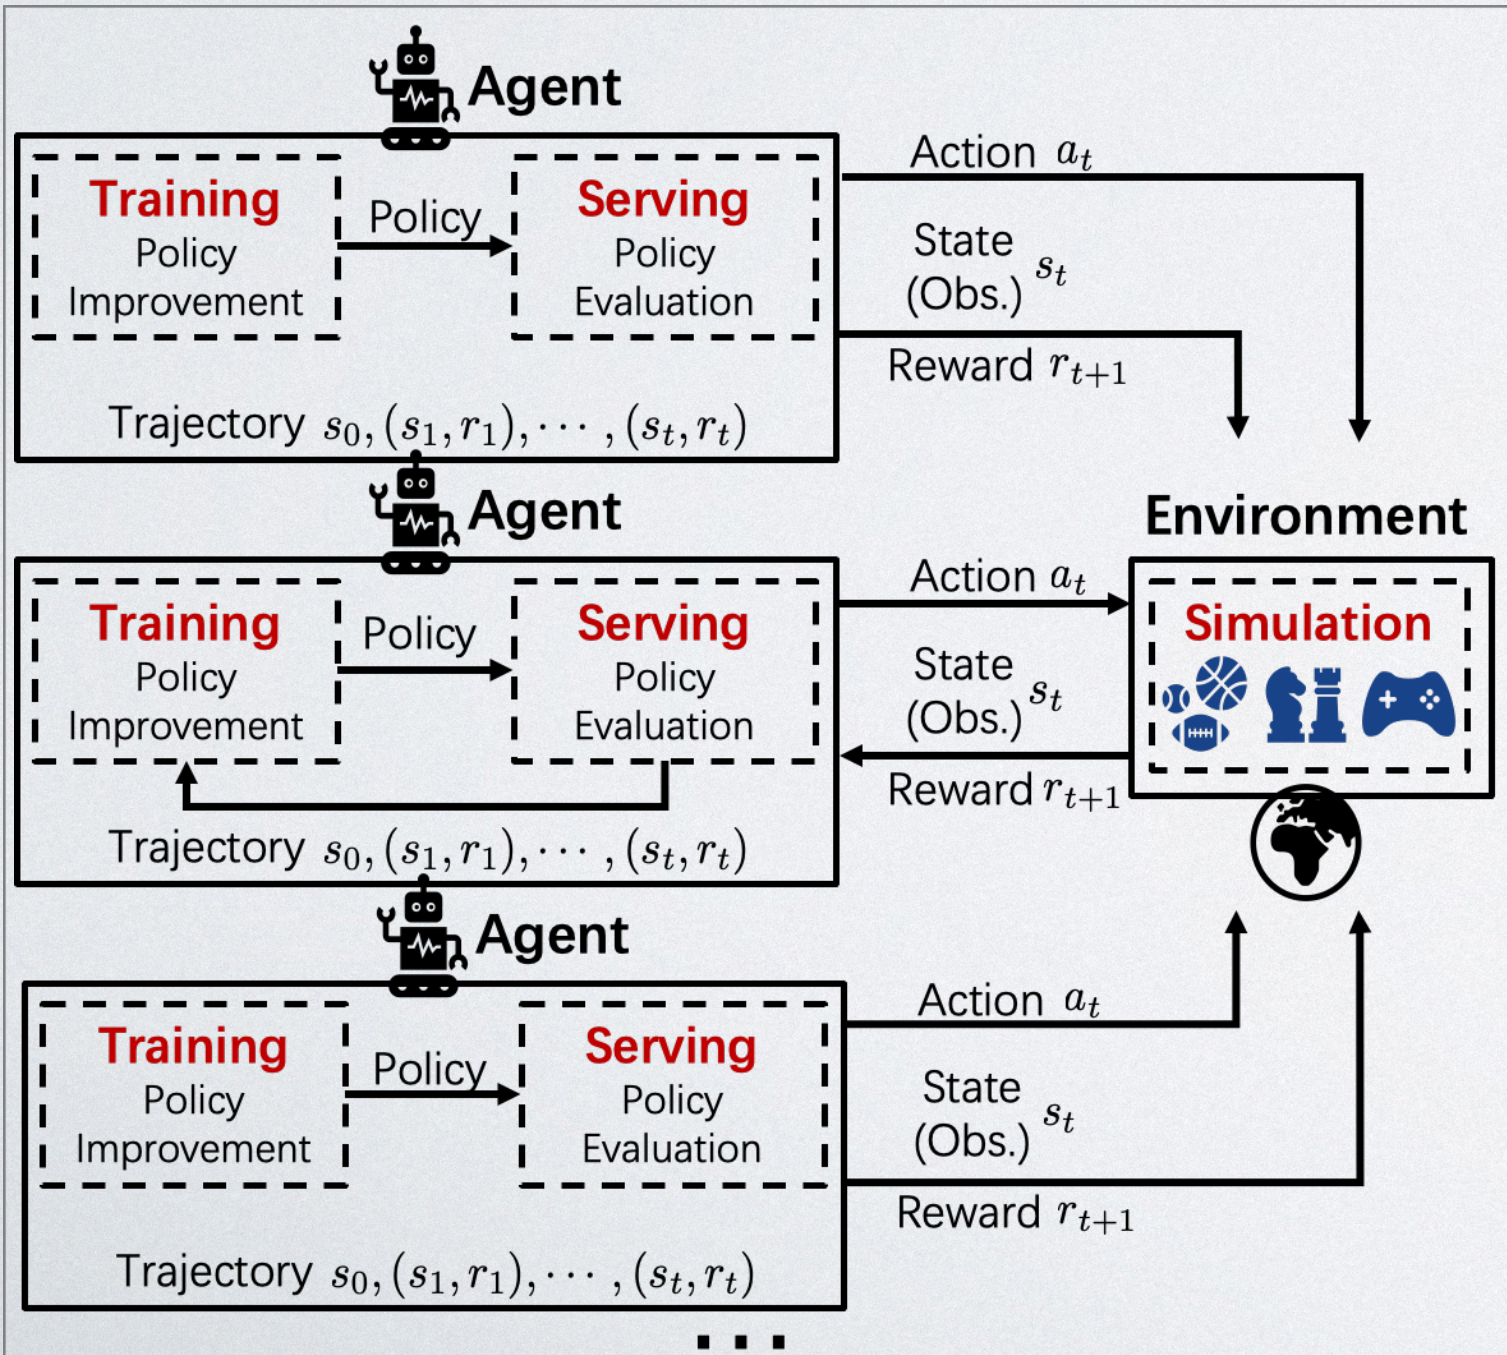 Agent
Training
Policy
Improvement
Policy
Serving
Policy
Evaluation
Trajectory s_0, (s_1, r_1), ⋯ , (s_t, r_t)
Action a_t
State
(Obs.) s_t
Reward r_{t+1}
Agent
Training
Policy
Improvement
Policy
Serving
Policy
Evaluation
Trajectory s_0, (s_1, r_1), ⋯ , (s_t, r_t)
Action a_t
State
(Obs.) s_t
Reward r_{t+1}
Environment
Simulation
Agent
Training
Policy
Improvement
Policy
Serving
Policy
Evaluation
Trajectory s_0, (s_1, r_1), ⋯ , (s_t, r_t)
Action a_t
State
(Obs.) s_t
Reward r_{t+1}
...